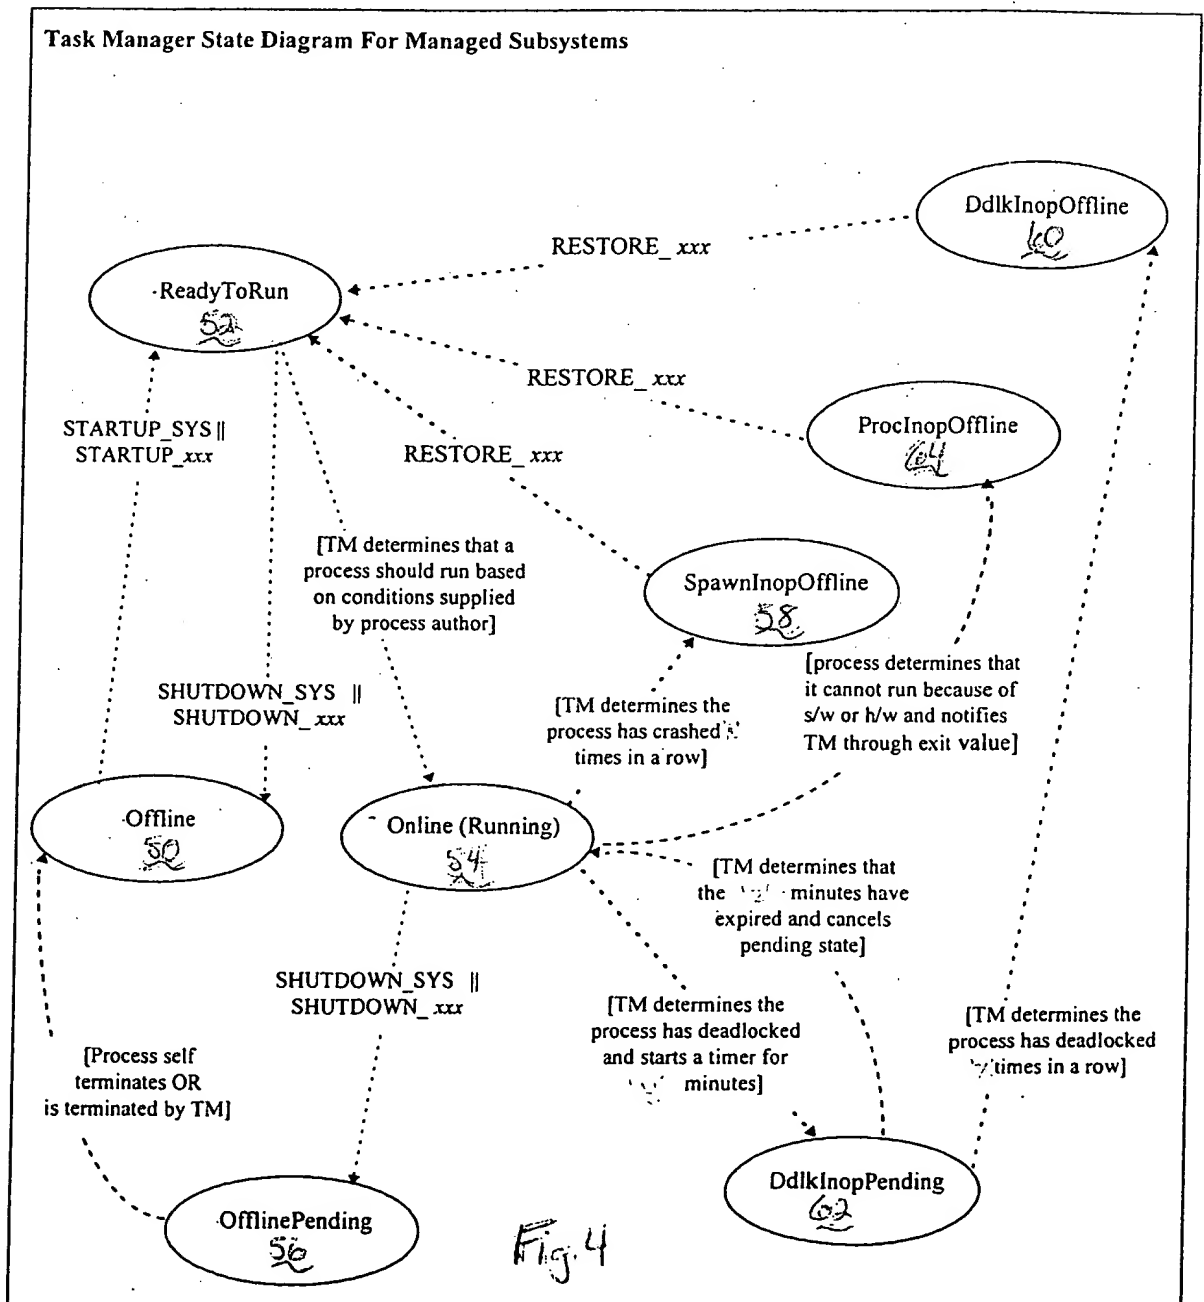 Task Manager State Diagram For Managed Subsystems
DdlkInopOffline
60
RESTORE_ xxx
ReadyToRun
52
RESTORE_ xxx
ProcInopOffline
64
STARTUP_SYS ||
STARTUP_xxx
RESTORE_ xxx
[TM determines that a
process should run based
on conditions supplied
by process author]
SpawnInopOffline
58
SHUTDOWN_SYS ||
SHUTDOWN_ xxx
[TM determines the
process has crashed
times in a row]
[process determines that
it cannot run because of
s/w or h/w and notifies
TM through exit value]
Offline
50
Online (Running)
54
[TM determines that
the minutes have
expired and cancels
pending state]
SHUTDOWN_SYS ||
SHUTDOWN_ xxx
[TM determines the
process has deadlocked
and starts a timer for
minutes]
[TM determines the
process has deadlocked
times in a row]
[Process self
terminates OR
is terminated by TM]
DdlkInopPending
62
OfflinePending
56
Fig. 4